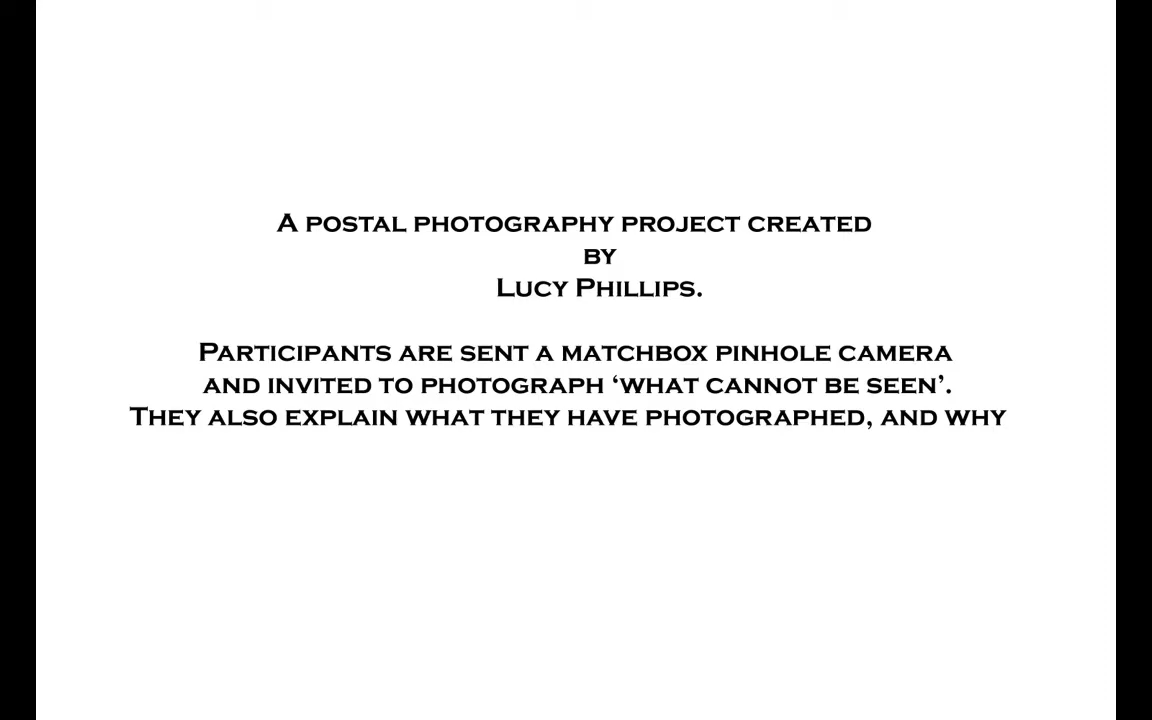 A postal photography project created
by
Lucy Phillips.
Participants are sent a matchbox pinhole camera
and invited to photograph ‘what cannot be seen’.
They also explain what they have photographed, and why